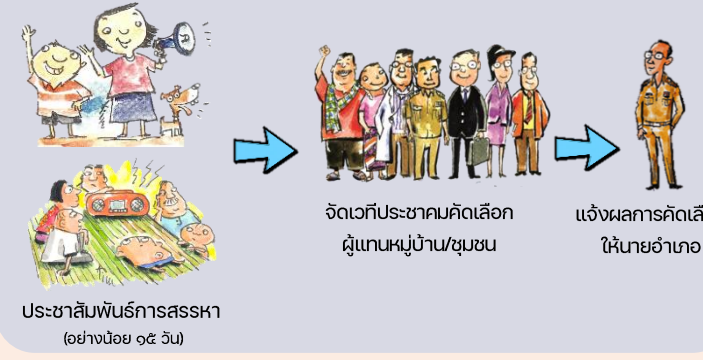 ประชาสัมพันธ์การสรรหา
(อย่างน้อย ๑๕ วัน)
จัดเวทีประชาคมคัดเลือก
ผู้แทนหมู่บ้าน/ชุมชน
แจ้งผลการคัดเลื
ให้นายอำเภอ